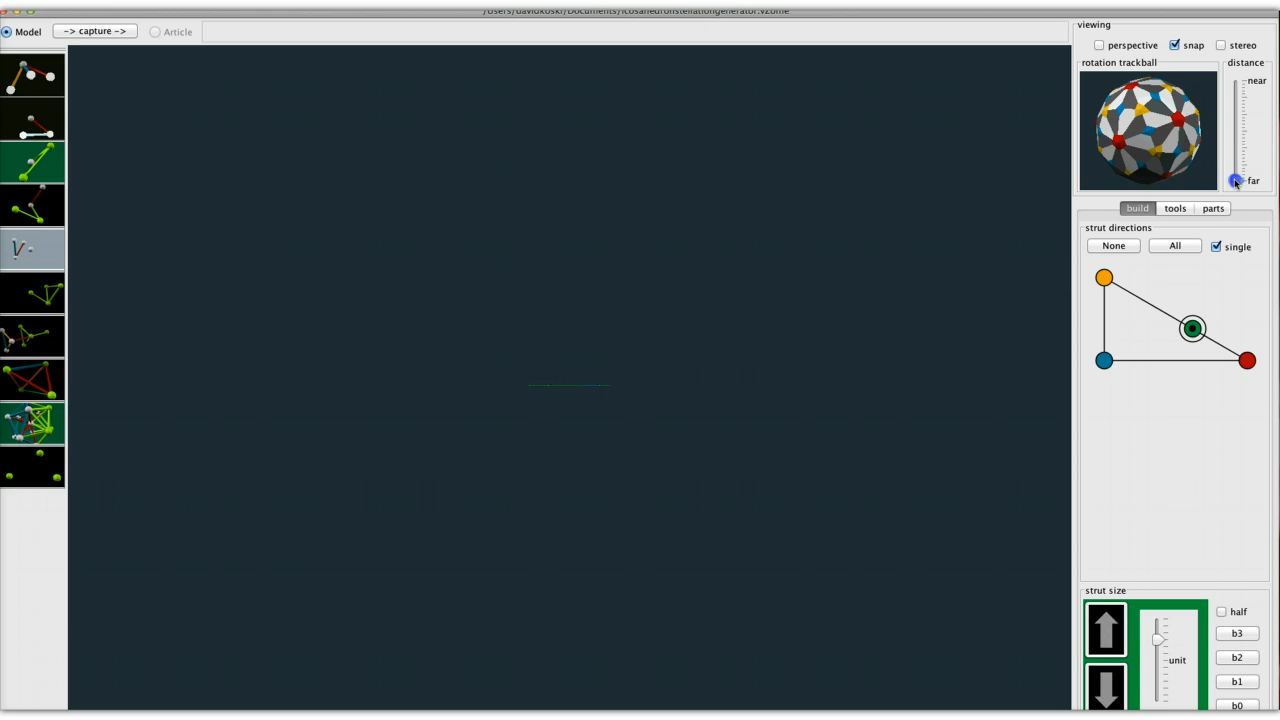 /Users/davidkoski/Documents/icosahedronstellationgenerator.vZome
Model
-> capture ->
Article
viewing
perspective
snap
stereo
rotation trackball
distance
near
far
build
tools
parts
strut directions
None
All
single
strut size
half
unit
b3
b2
b1
b0